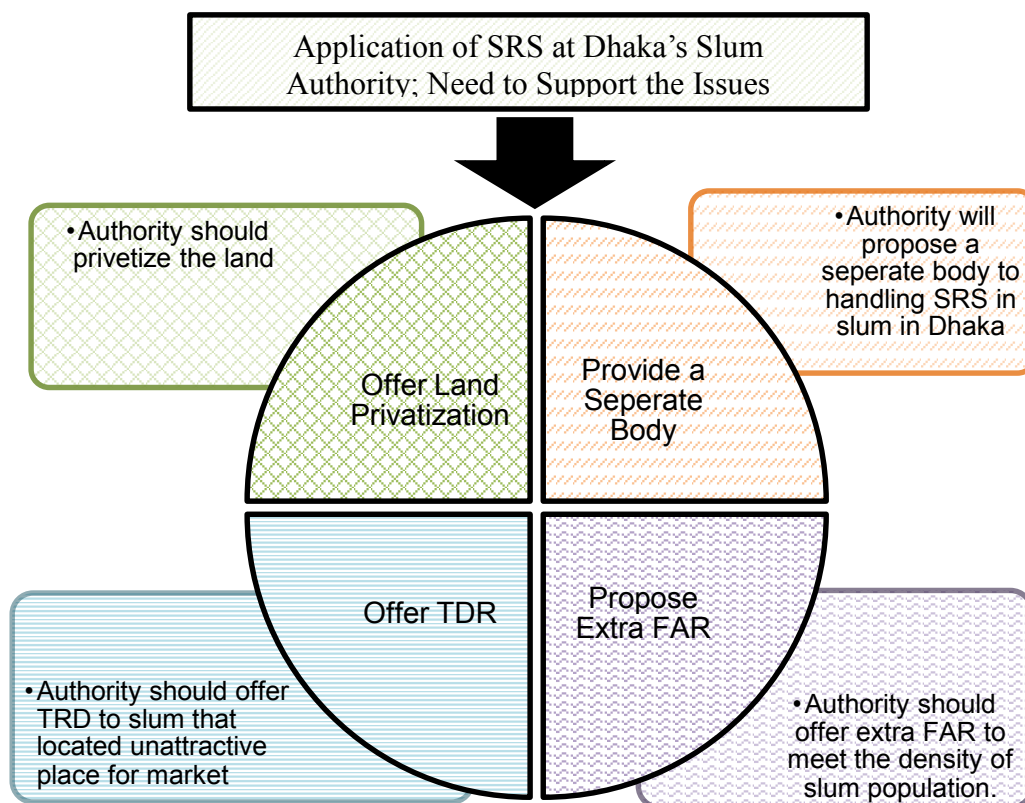 Application of SRS at Dhaka's Slum
Authority; Need to Support the Issues
•Authority should
privetize the land
•Authority will
propose a
seperate body to
handling SRS in
slum in Dhaka
Offer Land
Privatization
Provide a
Seperate
Body
Offer TDR
Propose
Extra FAR
•Authority should offer
TRD to slum that
located unattractive
place for market
•Authority should
offer extra FAR to
meet the density of
slum population.